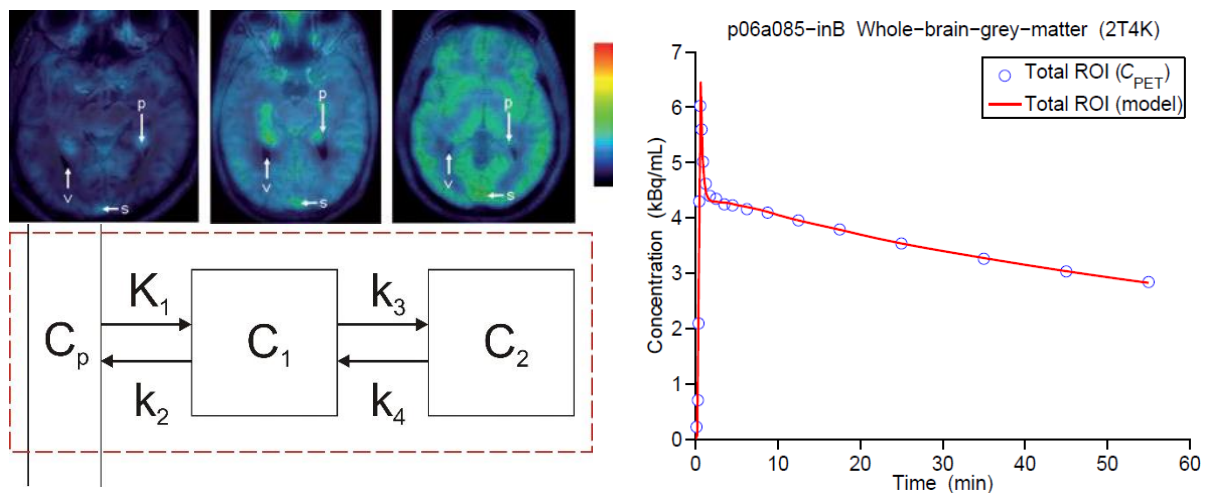 p
v
s
p
v
s
p
v
s
Cp
K1
k2
C1
k3
k4
C2
p06a085-inB Whole-brain-grey-matter (2T4K)
Total ROI (CPET)
Total ROI (model)
Concentration (kBq/mL)
7
6
5
4
3
2
1
0
0
10
20
30
40
50
60
Time (min)